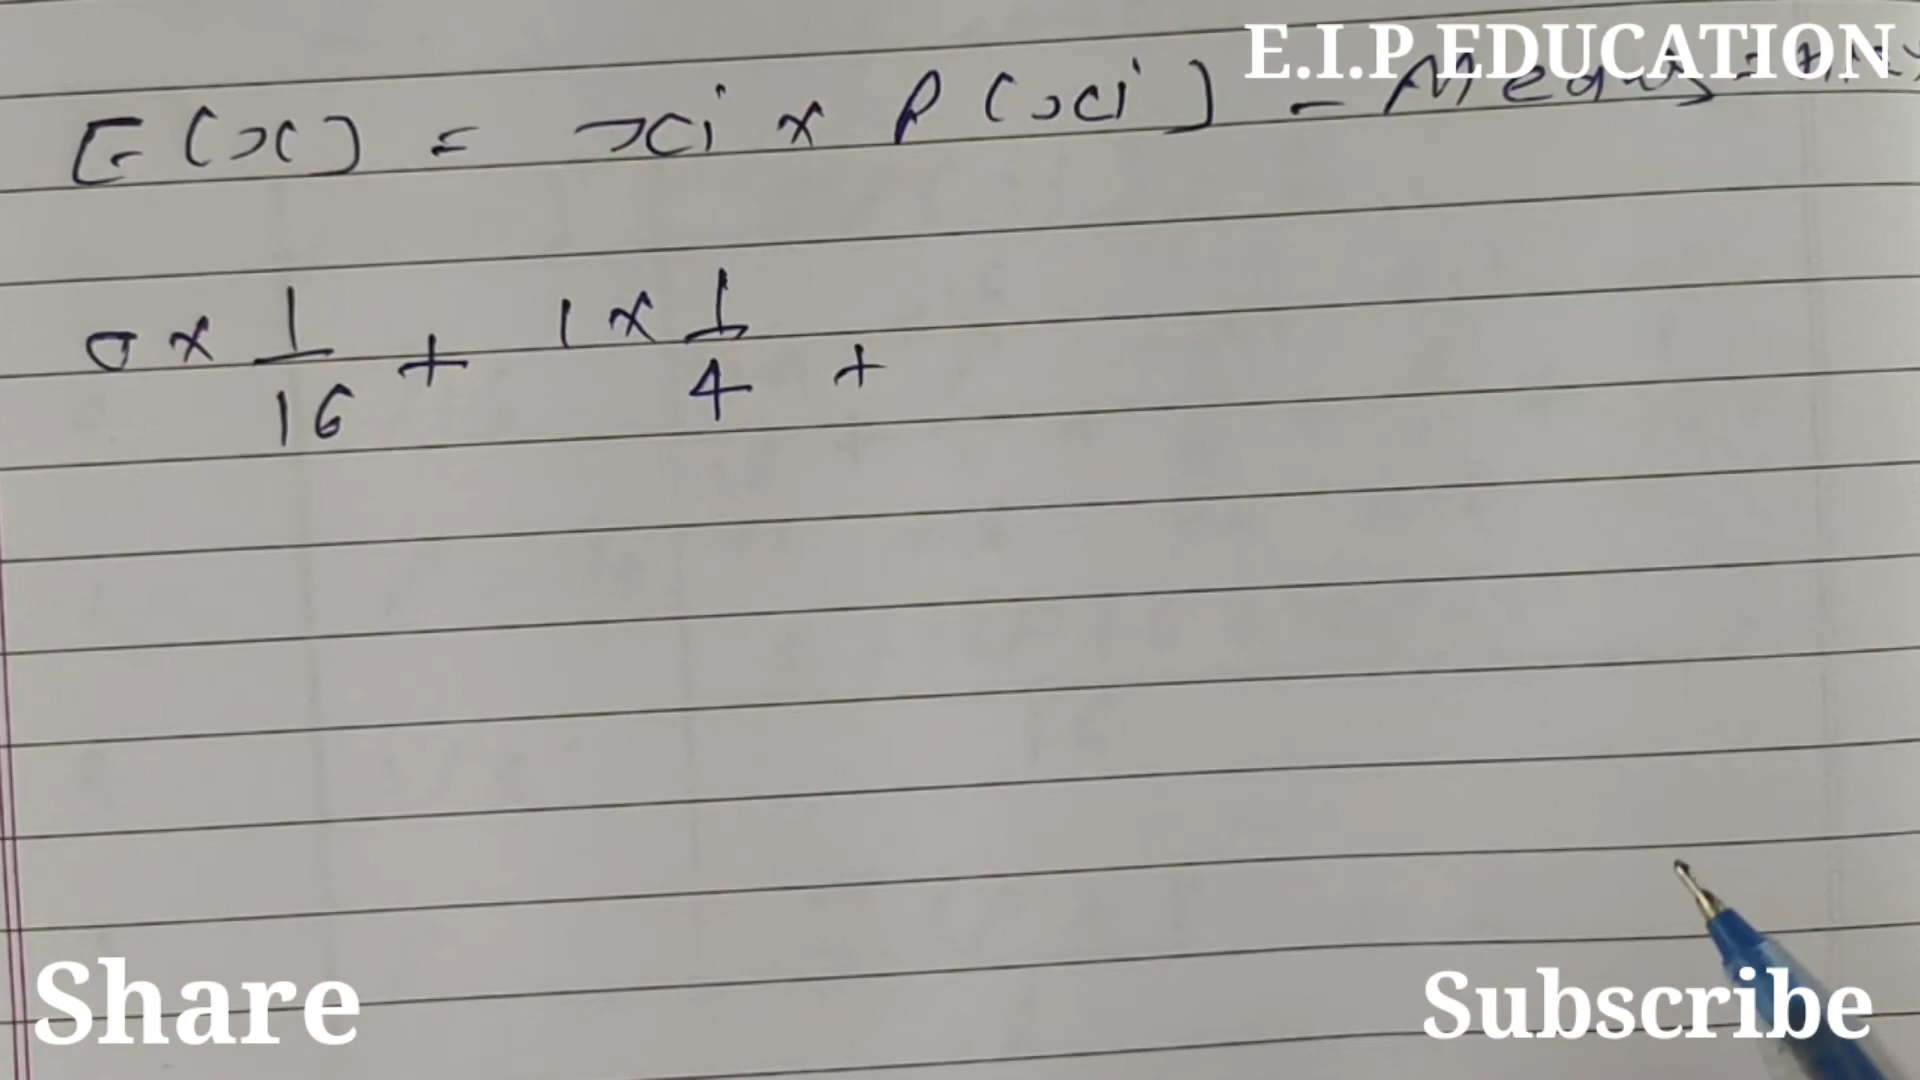 E.I.P EDUCATION
E(x) = xi × P(xi) - Mean
0 × 1/16 + 1 × 1/4 +
Share
Subscribe